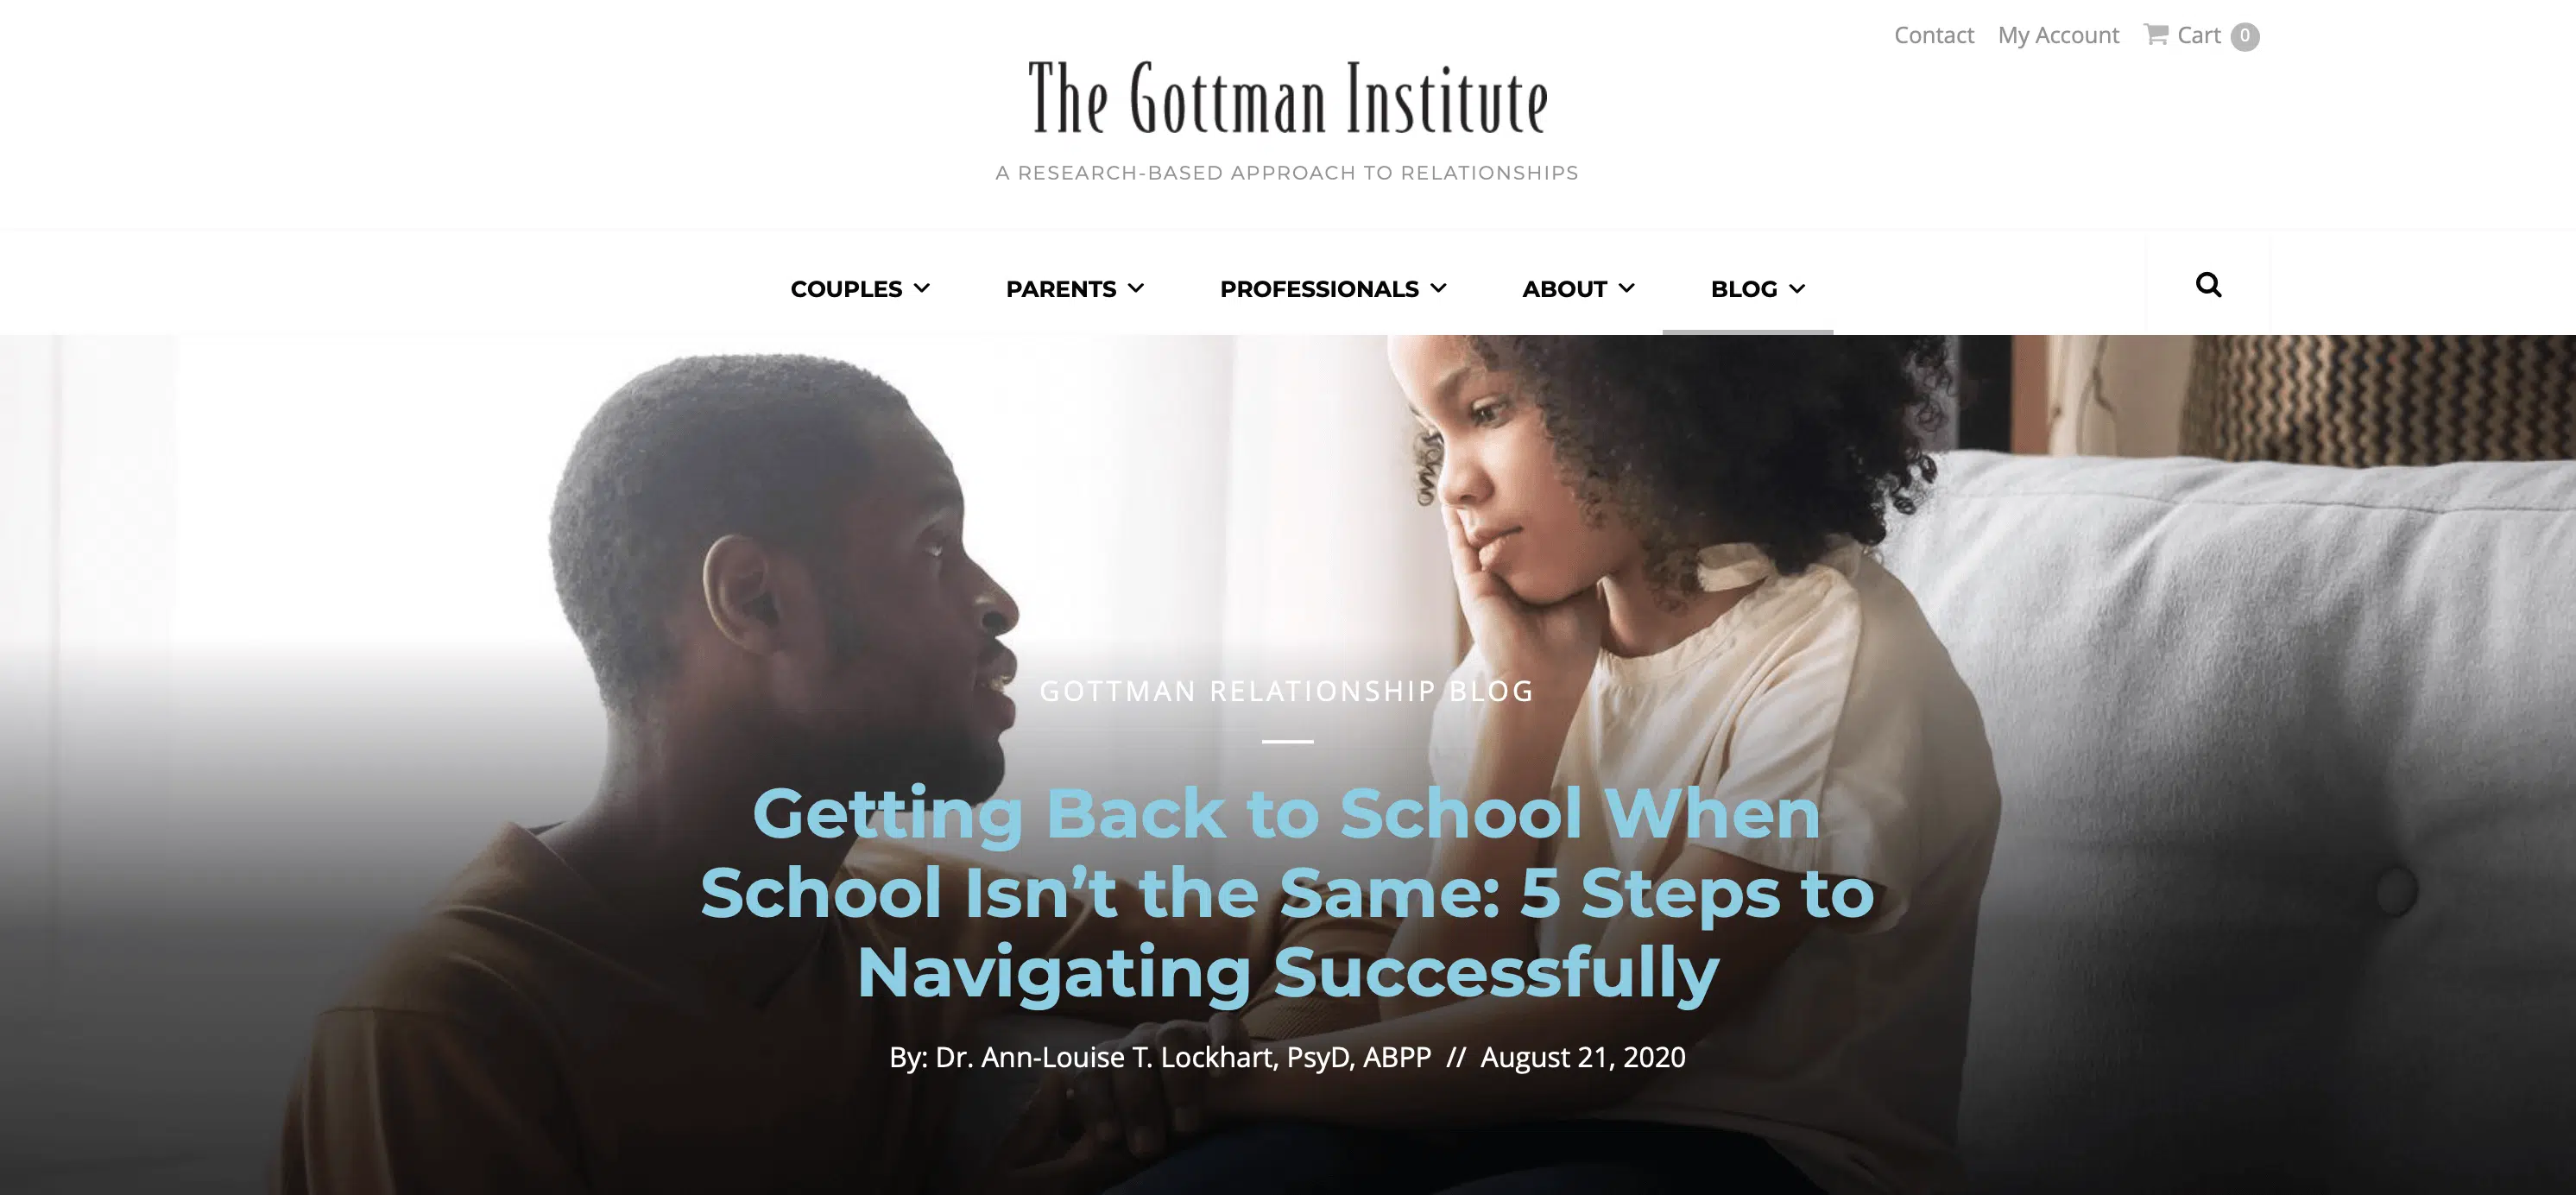 Contact My Account Cart 0
The Gottman Institute
A RESEARCH-BASED APPROACH TO RELATIONSHIPS
COUPLES PARENTS PROFESSIONALS ABOUT BLOG
GOTTMAN RELATIONSHIP BLOG
Getting Back to School When
School Isn’t the Same: 5 Steps to
Navigating Successfully
By: Dr. Ann-Louise T. Lockhart, PsyD, ABPP // August 21, 2020